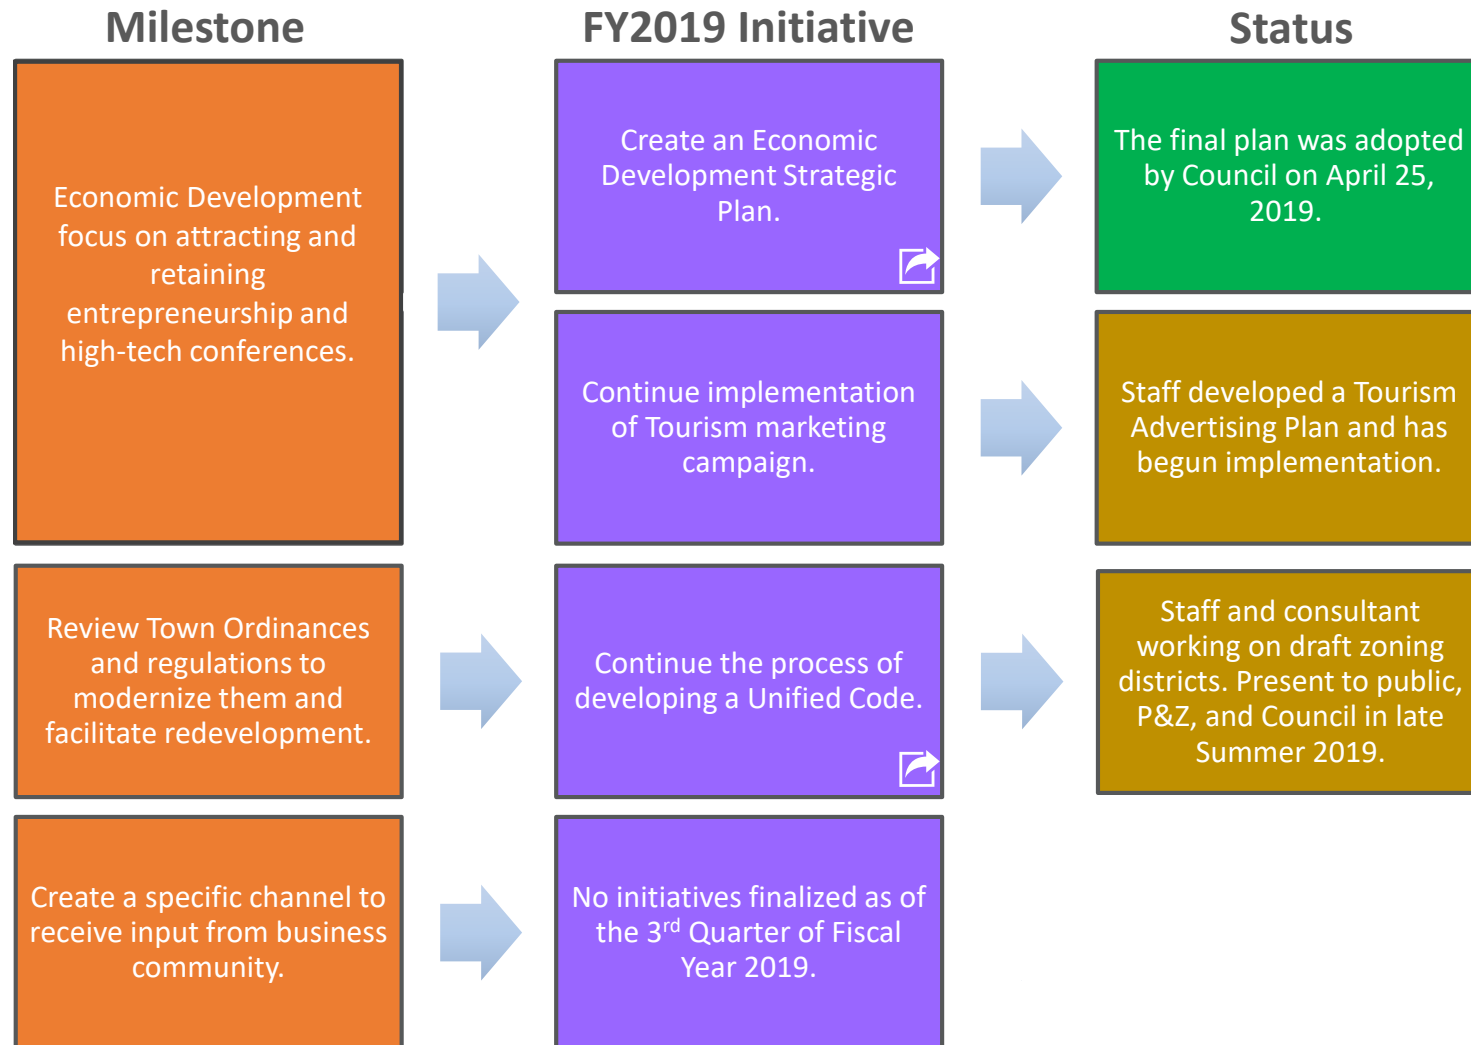 Milestone
FY2019 Initiative
Status
Economic Development
focus on attracting and
retaining
entrepreneurship and
high-tech conferences.
Create an Economic
Development Strategic
Plan.
The final plan was adopted
by Council on April 25,
2019.
Continue implementation
of Tourism marketing
campaign.
Staff developed a Tourism
Advertising Plan and has
begun implementation.
Review Town Ordinances
and regulations to
modernize them and
facilitate redevelopment.
Continue the process of
developing a Unified Code.
Staff and consultant
working on draft zoning
districts. Present to public,
P&Z, and Council in late
Summer 2019.
Create a specific channel to
receive input from business
community.
No initiatives finalized as of
the 3rd Quarter of Fiscal
Year 2019.